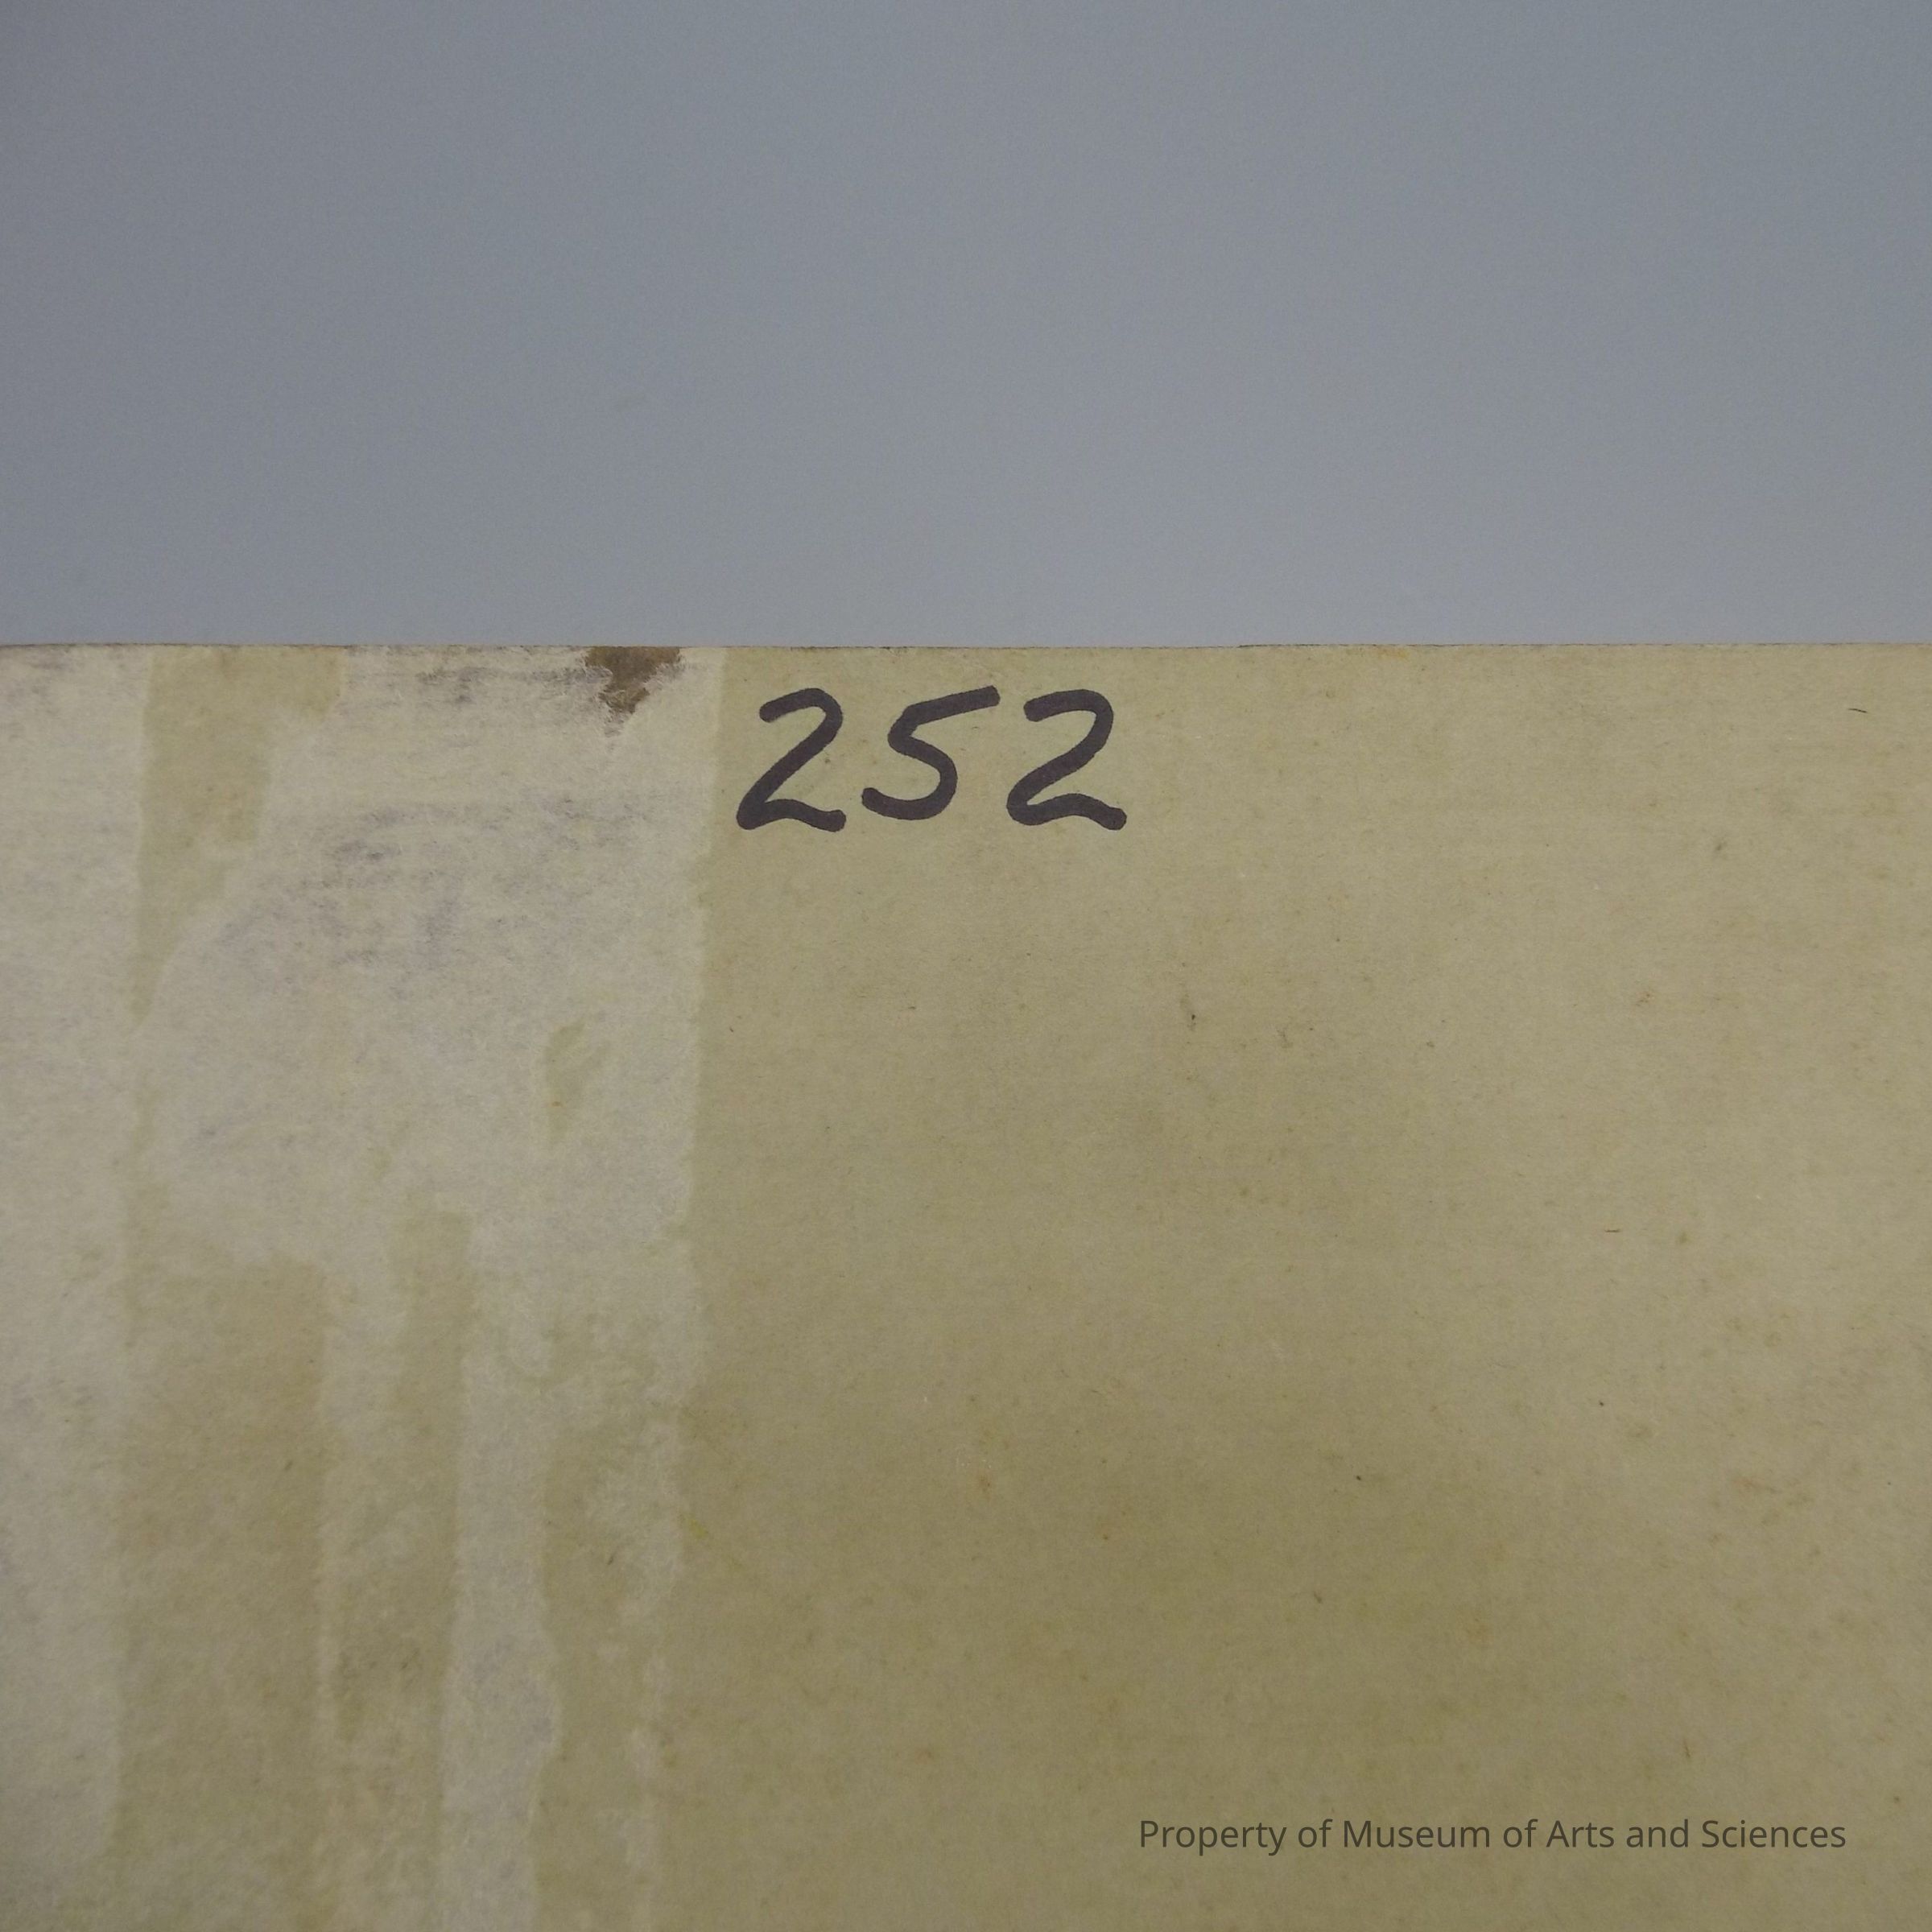 252
Property of Museum of Arts and Sciences